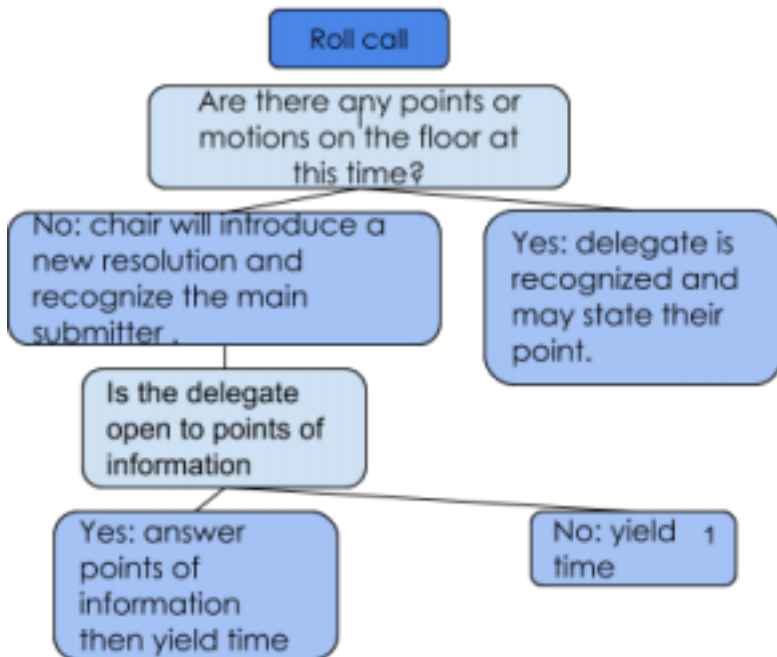 Roll call
Are there any points or
motions on the floor at
this time?
No: chair will introduce a
new resolution and
recognize the main
submitter .
Yes: delegate is
recognized and
may state their
point.
Is the delegate
open to points of
information
Yes: answer
points of
information
then yield time
No: yield 1
time